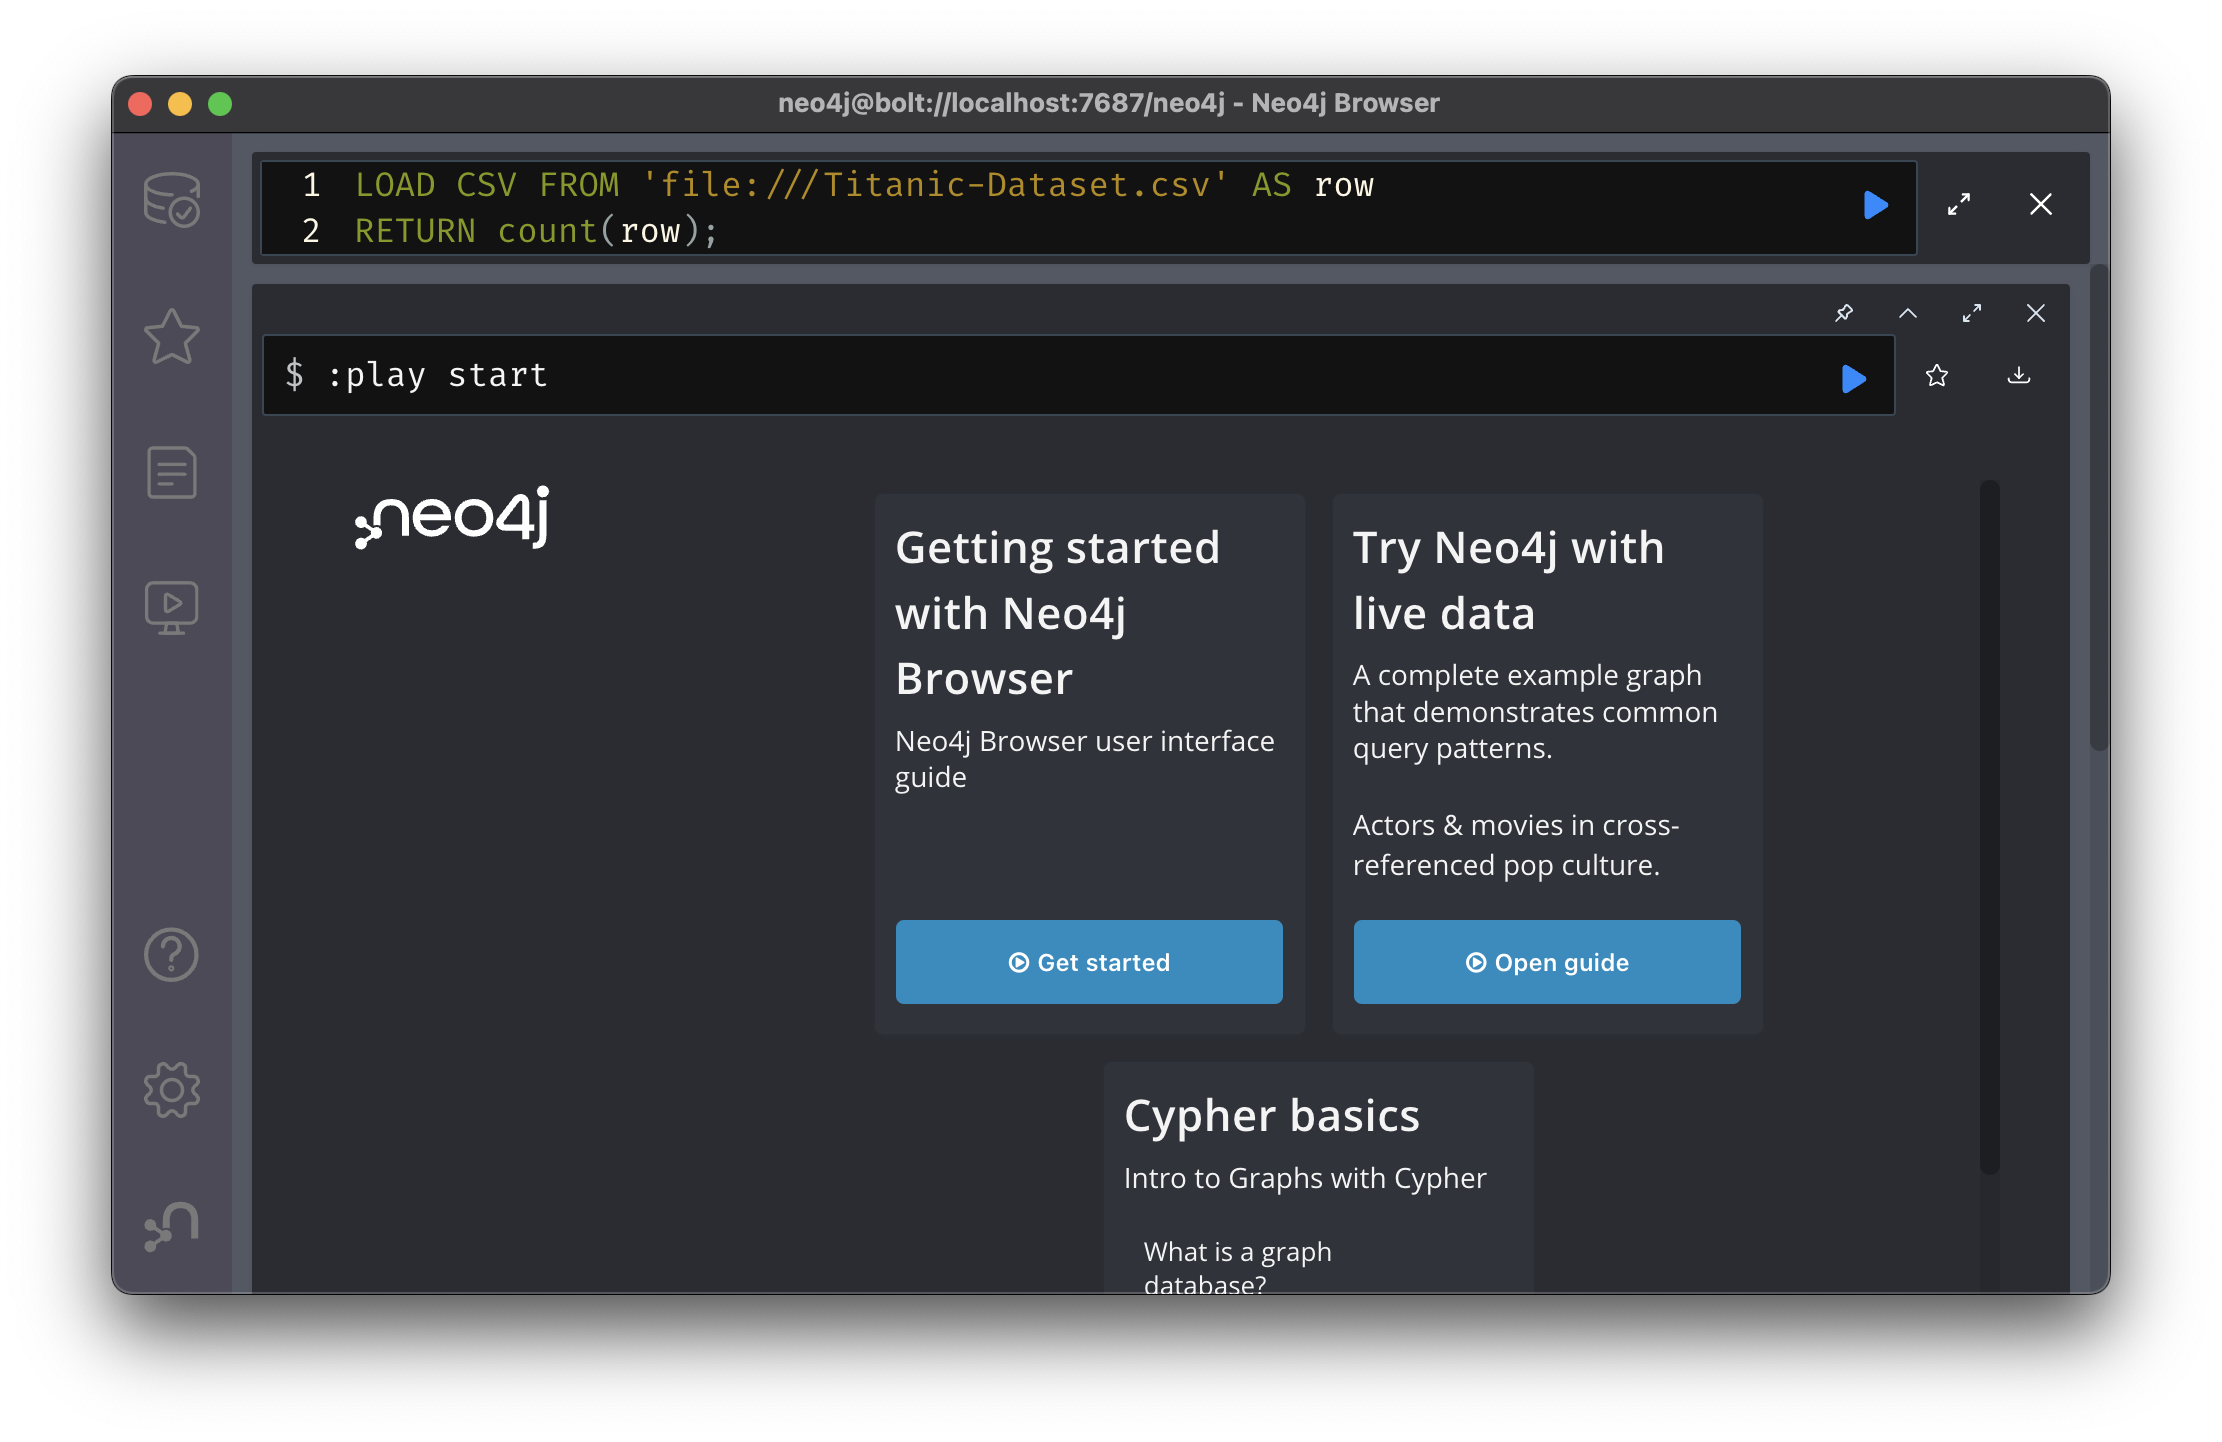 neo4j@bolt://localhost:7687/neo4j - Neo4j Browser
1 LOAD CSV FROM 'file:///Titanic-Dataset.csv' AS row
2 RETURN count(row);
$ :play start
neo4j
Getting started
with Neo4j
Browser
Neo4j Browser user interface
guide
Get started
Try Neo4j with
live data
A complete example graph
that demonstrates common
query patterns.
Actors & movies in cross-
referenced pop culture.
Open guide
Cypher basics
Intro to Graphs with Cypher
What is a graph
database?